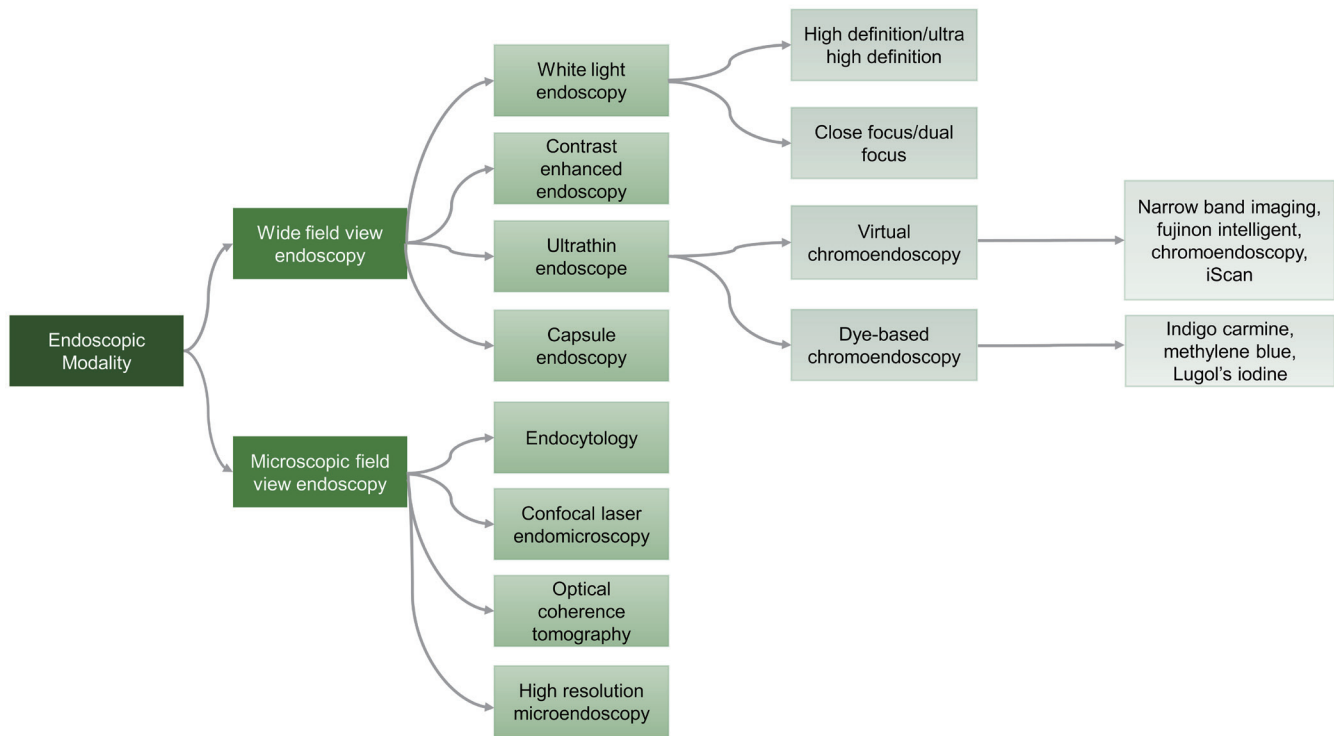 Endoscopic
Modality
Wide field view
endoscopy
Microscopic field
view endoscopy
White light
endoscopy
Contrast
enhanced
endoscopy
Ultrathin
endoscope
Capsule
endoscopy
Endocytology
Confocal laser
endomicroscopy
Optical
coherence
tomography
High resolution
microendoscopy
High definition/ultra
high definition
Close focus/dual
focus
Virtual
chromoendoscopy
Dye-based
chromoendoscopy
Narrow band imaging,
fujinon intelligent,
chromoendoscopy,
iScan
Indigo carmine,
methylene blue,
Lugol's iodine